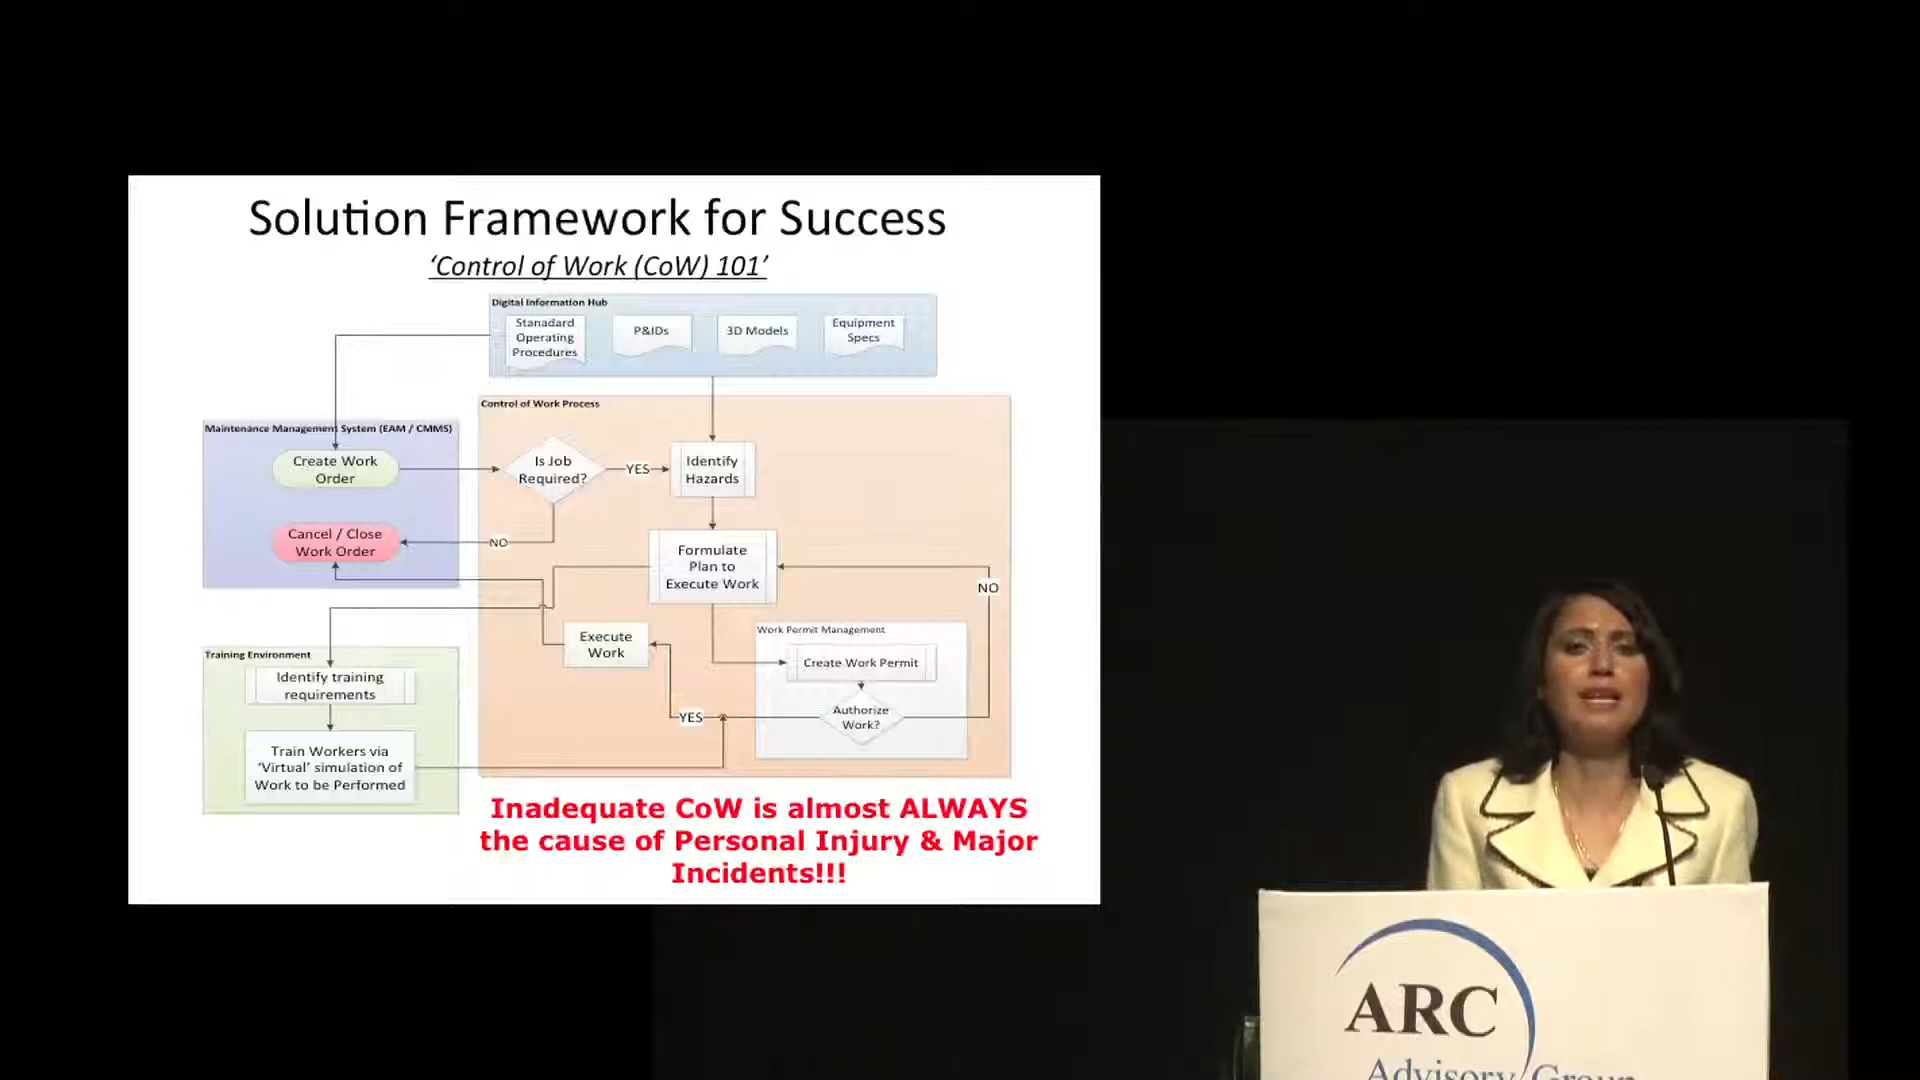 Solution Framework for Success
‘Control of Work (CoW) 101’
Digital Information Hub
Stanadard
Operating
Procedures
P&IDs
3D Models
Equipment
Specs
Control of Work Process
Maintenance Management System (EAM / CMMS)
Create Work
Order
Is Job
Required?
YES
Identify
Hazards
Cancel / Close
Work Order
NO
Formulate
Plan to
Execute Work
NO
Execute
Work
Work Permit Management
Create Work Permit
Authorize
Work?
YES
Training Environment
Identify training
requirements
Train Workers via
‘Virtual’ simulation of
Work to be Performed
Inadequate CoW is almost ALWAYS
the cause of Personal Injury & Major
Incidents!!!
ARC
Advisory Group